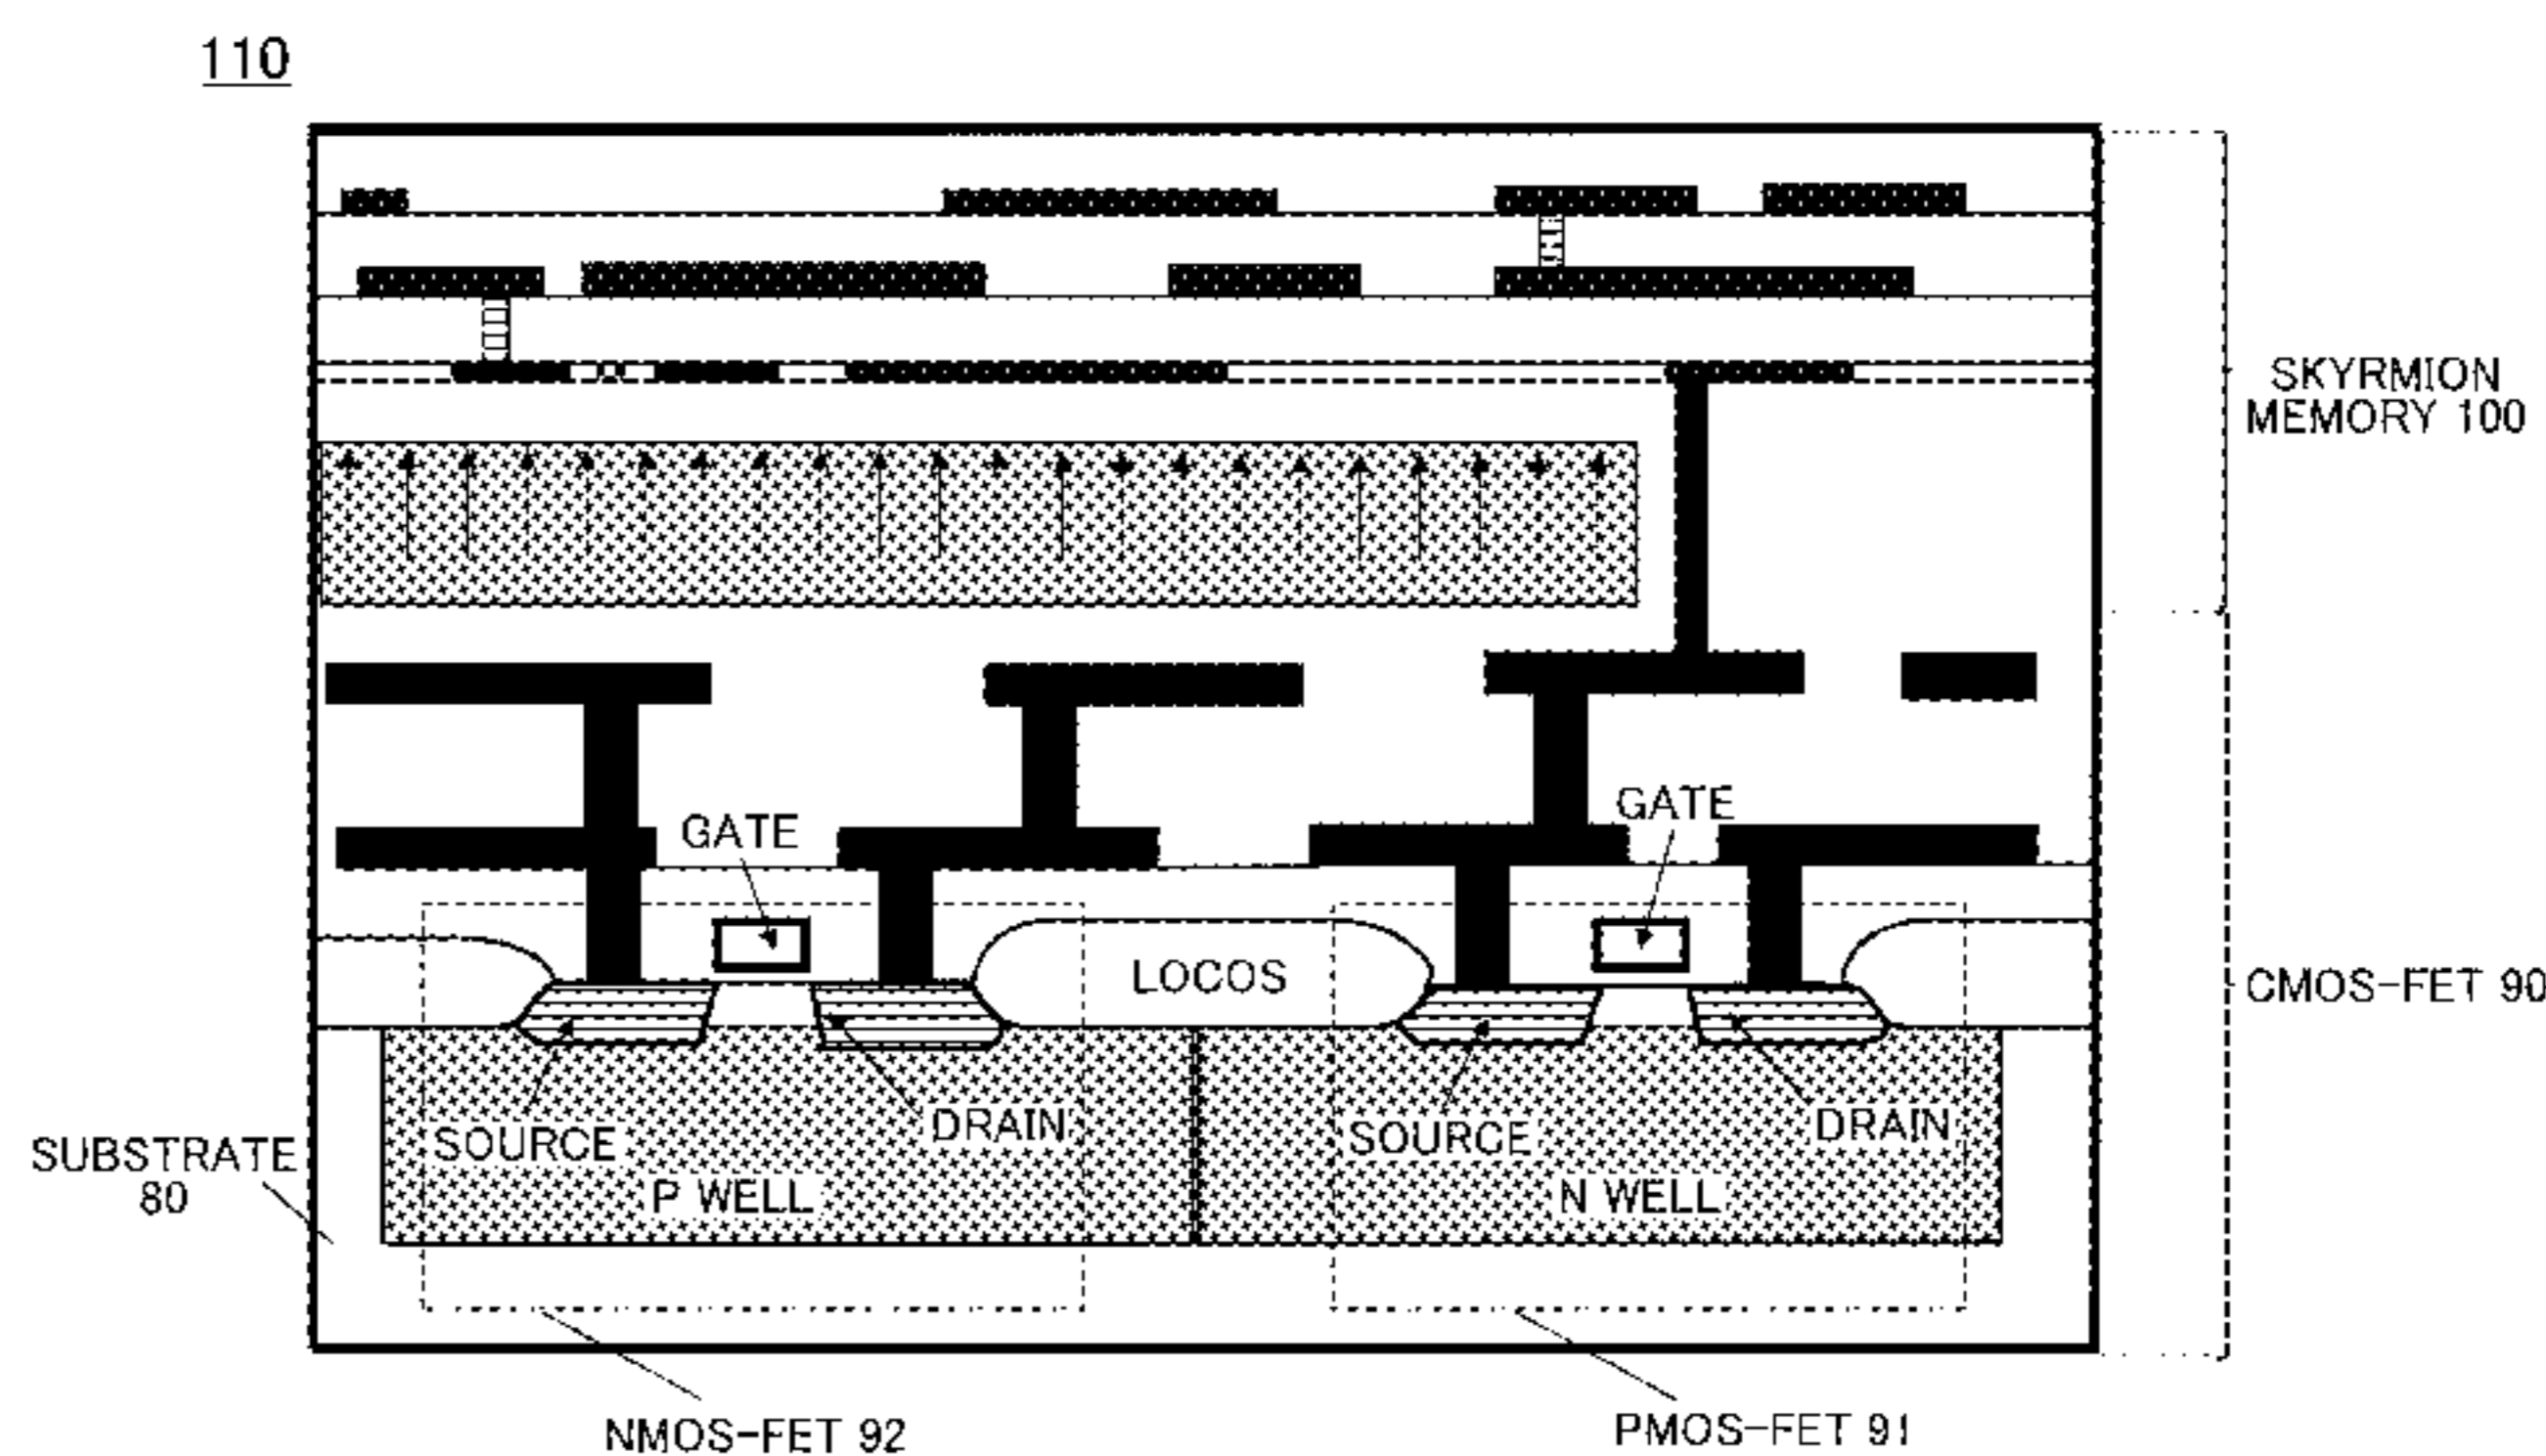 110
SKYRMION
MEMORY 100
GATE
GATE
LOCOS
CMOS-FET 90
SOURCE
DRAIN
SOURCE
DRAIN
SUBSTRATE
80
P WELL
N WELL
NMOS-FET 92
PMOS-FET 91